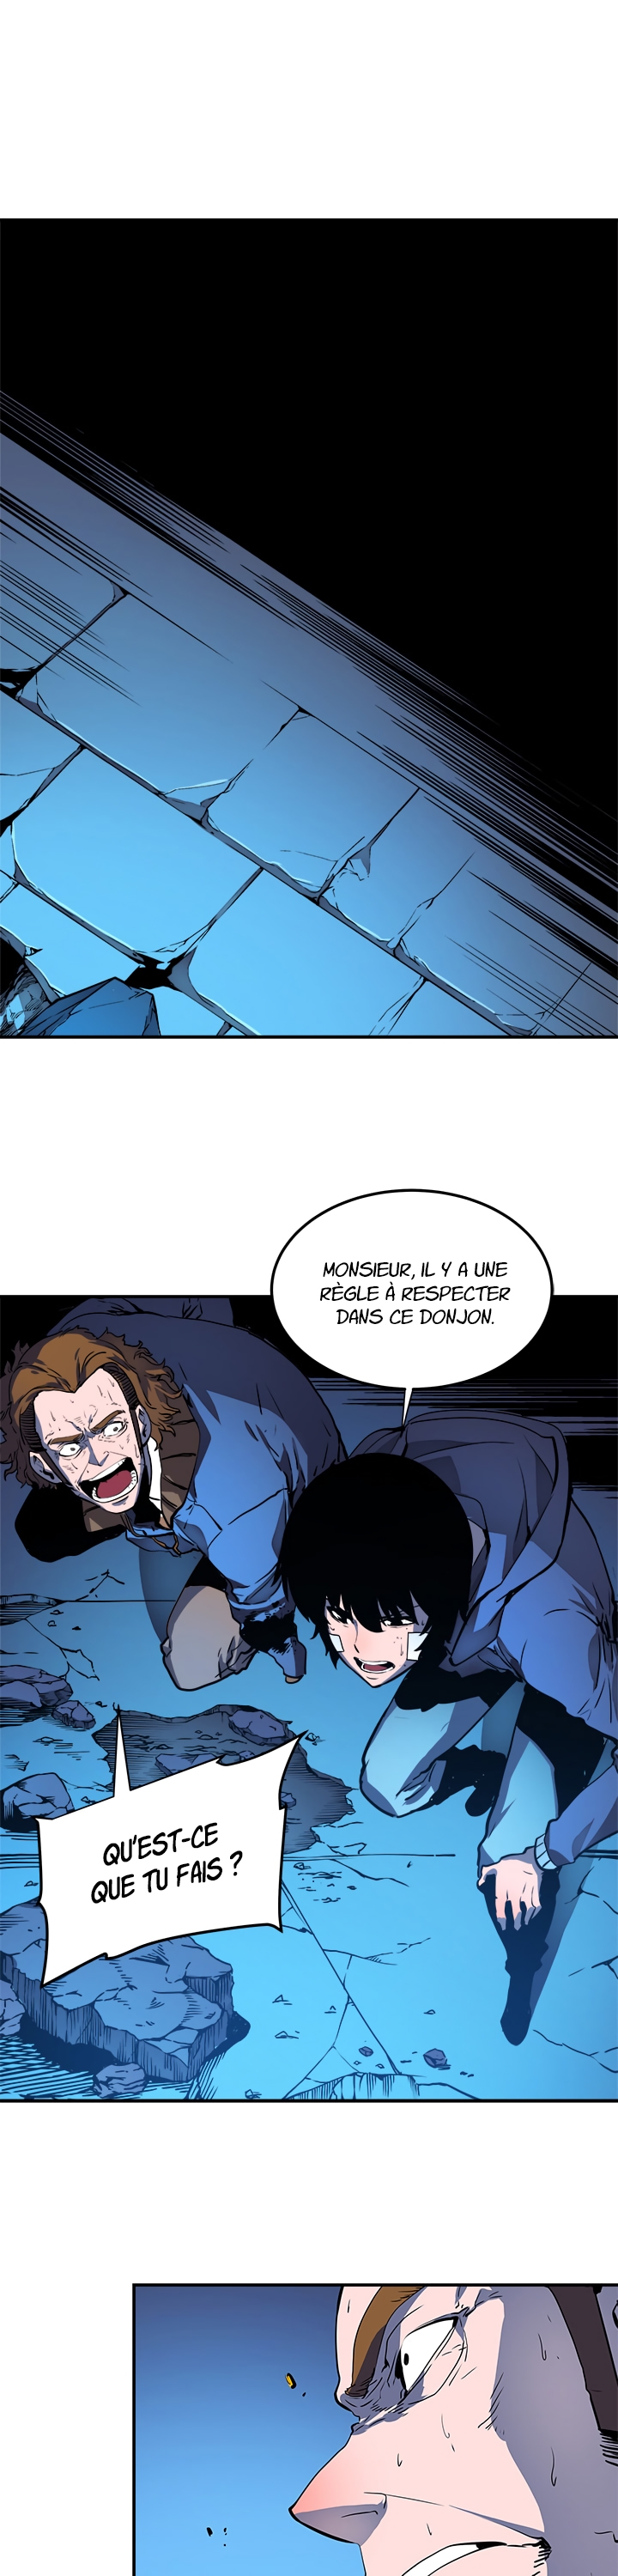 MONSIEUR, IL Y A UNE
RÈGLE À RESPECTER
DANS CE DONJON.
QU'EST-CE
QUE TU FAIS ?